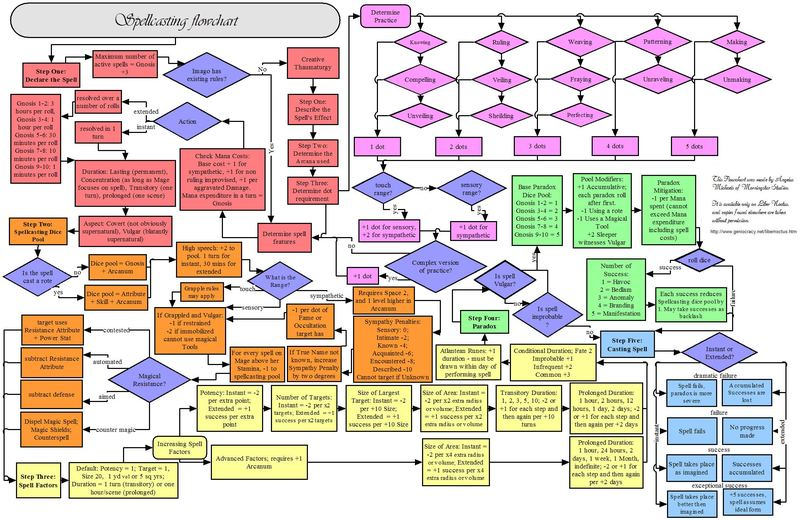 Spellcasting flowchart
Step One:
Declare the Spell
Maximum number of
active spells = Gnosis
+3
Imago has
existing rules?
No
Yes
Creative
Thaumaturgy
Step One:
Describe the
Spell's Effect
Step Two:
Determine the
Arcana used
Step Three:
Determine dot
requirement
Gnosis 1-2: 3
hours per roll,
Gnosis 3-4: 1
hour per roll
Gnosis 5-6: 30
minutes per roll
Gnosis 7-8: 10
minutes per roll
Gnosis 9-10: 1
minutes per roll
resolved over a
number of rolls
resolved in 1
turn
extended
instant
Action
Duration: Lasting (permanent),
Concentration (as long as Mage
focuses on spell), Transitory (one
turn), prolonged (one scene)
Aspect: Covert (not obviously
supernatural), Vulgar (blatantly
supernatural)
Check Mana Costs:
Base cost + 1 for
sympathetic, +1 for non
ruling improvised, +1 per
aggravated Damage.
Mana expenditure in a
turn = Gnosis
Determine spell
features
Determine
Practice
Knowing
Ruling
Weaving
Patterning
Making
Compelling
Veiling
Fraying
Unraveling
Unmaking
Unveiling
Sheilding
Perfecting
1 dot
2 dots
3 dots
4 dots
5 dots
touch
range?
sensory
range?
no
yes
yes
+1 dot for sensory,
+2 for sympathetic
+1 dot
Complex version
of practice?
yes
no
Base Paradox
Dice Pool:
Gnosis 1-2 = 1
Gnosis 3-4 = 2
Gnosis 5-6 = 3
Gnosis 7-8 = 4
Gnosis 9-10 = 5
Pool Modifiers:
+1 Accumulative;
each paradox roll
after first.
-1 Using a rote
-1 Uses a Magical
Tool
+2 Sleeper
witnesses Vulgar
Paradox
Mitigation:
-1 per Mana
spent (cannot
exceed Mana
expenditure
including
spell costs)
This Flowchart was made by Angelus
Michaels of Morningstar Studios.
It is available only on Liber Noctus,
and copies found elsewhere are taken
without permission.
http://www.geniocracy.net/libernoctus.htm
roll dice
success
failure
Number of
Success:
1 = Havoc
2 = Bedlam
3 = Anomaly
4 = Branding
5 = Manifestation
Each success reduces
Spellcasting dice pool by
1. May take successes as
backlash
Is spell
Vulgar?
yes
no
Is spell
improbable
?
yes
no
Step Four:
Paradox
Step Two:
Spellcasting Dice
Pool
Is the spell
cast a rote
no
yes
Dice pool = Gnosis
+ Arcanum
Dice pool = Attribute
+ Skill + Arcanum
High speech: +2 to
pool. 1 turn for
instant, 30 mins for
extended
What is the
Range?
touch
sensory
sympathetic
Grapple rules
may apply
If Grappled and Vulgar:
-1 if restrained
-2 if immobilized
cannot use magical
Tools
-1 per dot of
Fame or
Occultation target
has
Requires Space 2,
and 1 level higher in
Arcanum
Sympathy Penalties:
Sensory: 0;
Intimate -2;
Known -4;
Acquainted -6;
Encountered -8;
Described -10
Cannot target if Unknown
For every spell on
Mage above her
Stamina, -1 to
spellcasting pool
If True Name not
known, increase
Sympathy Penalty
by two degrees
Magical
Resistance?
contested
automated
aimed
counter magic
target uses
Resistance Attribute
+ Power Stat
subtract Resistance
Attribute
subtract defense
Dispel Magic Spell;
Magic Shields;
Counterspell
Step Three:
Spell Factors
Default: Potency = 1; Target = 1,
Size 20, 1 yd vol or 5 sq yrs;
Duration = 1 turn (transitory) or one
hour/scene (prolonged)
Increasing Spell
Factors
Advanced Factors; requires +1
Arcanum
Potency: Instant = -2
per extra point;
Extended = +1
success per extra
point
Number of Targets:
Instant = -2 per x2
targets, Extended = +1
success per x2 targets
Size of Largest
Target: Instant = -2
per +10 Size;
Extended = +1
success per +10 Size
Size of Area: Instant =
-2 per x2 extra radius
or volume; Extended
= +1 success per x2
extra radius or volume
Transitory Duration:
1, 2, 3, 5, 10; -2 or
+1 for each step and
then again per +10
turns
Prolonged Duration:
1 hour, 2 hours, 12
hours, 1 day, 2 days; -2
or +1 for each step and
then again per +2 days
Size of Area: Instant =
-2 per x4 extra radius
or volume; Extended =
+1 success per x4 extra
radius or volume
Prolonged Duration:
1 hour, 24 hours, 2
days, 1 week, 1 Month,
indefinite; -2 or +1 for
each step and then
again per +2 days
Atlantean Runes: +1
duration - must be
drawn within day of
performing spell
Conditional Duration; Fate 2
Improbable +1
Infrequent +2
Common +3
Step Five:
Casting Spell
Instant or
Extended?
instant
extended
dramatic failure
Spell fails,
paradox is more
severe
Accumulated
Successes are
lost
failure
Spell fails
No progress
made
success
Spell takes place
as imagined
Successes
accumulated
exceptional success
Spell takes place
better then
imagined
+5 successes,
spell assumes
ideal form